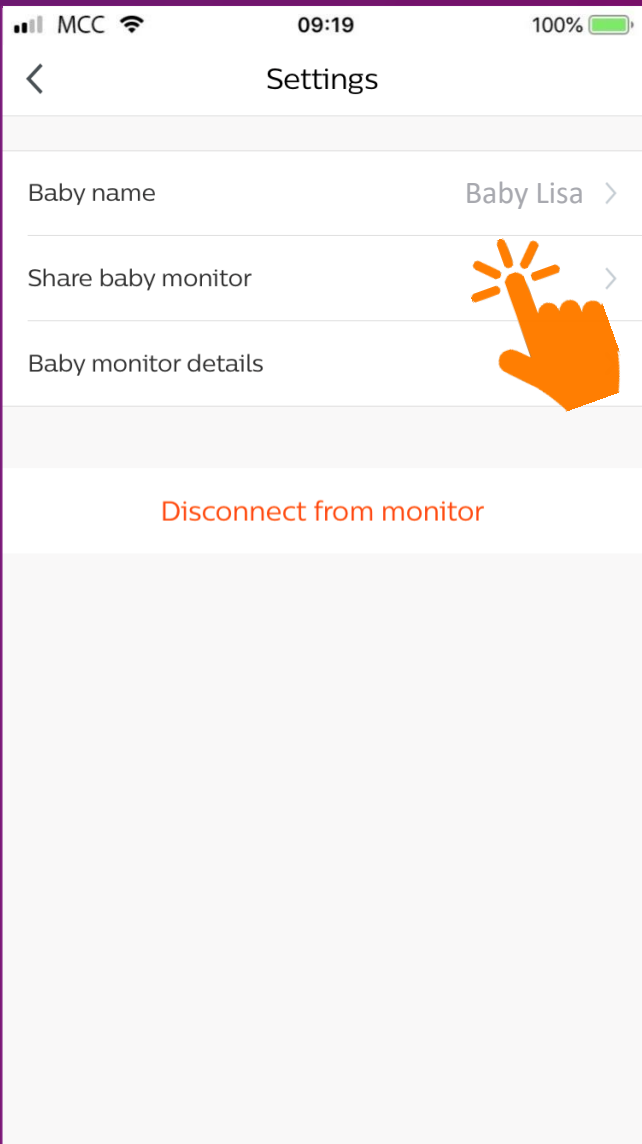 MCC 09:19 100%
Settings
Baby name Baby Lisa
Share baby monitor
Baby monitor details
Disconnect from monitor